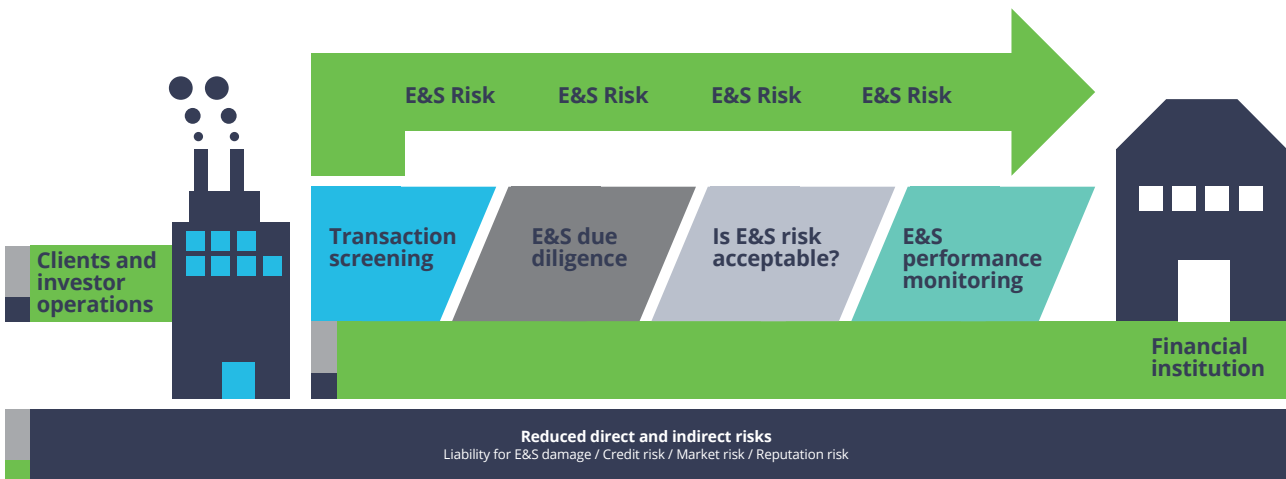 E&S Risk E&S Risk E&S Risk E&S Risk
Clients and
investor
operations
Transaction
screening
E&S due
diligence
Is E&S risk
acceptable?
E&S
performance
monitoring
Financial
institution
Reduced direct and indirect risks
Liability for E&S damage / Credit risk / Market risk / Reputation risk